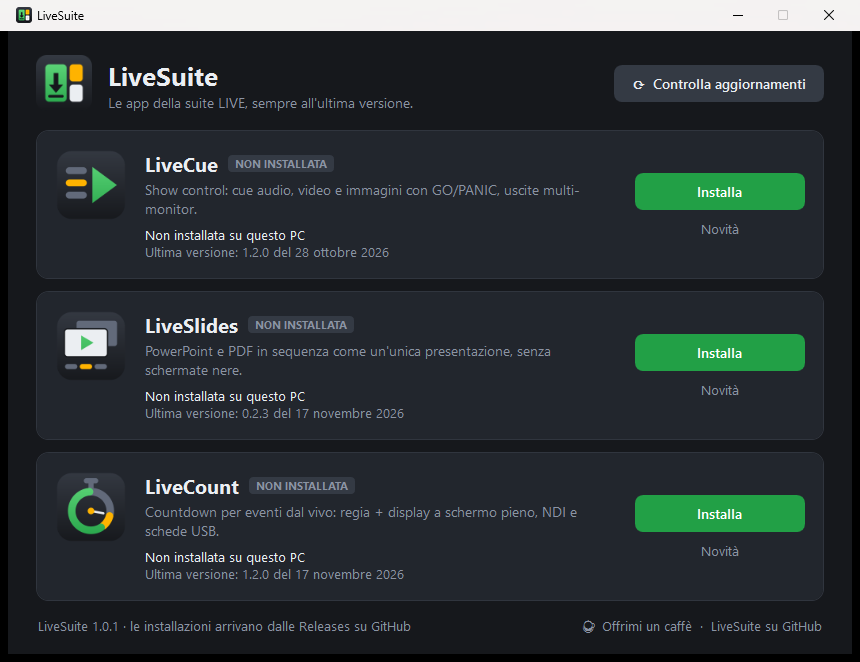 LiveSuite
LiveSuite
Le app della suite LIVE, sempre all'ultima versione.
Controlla aggiornamenti
LiveCue NON INSTALLATA
Show control: cue audio, video e immagini con GO/PANIC, uscite multi-
monitor.
Non installata su questo PC
Ultima versione: 1.2.0 del 28 ottobre 2026
Installa
Novità
LiveSlides NON INSTALLATA
PowerPoint e PDF in sequenza come un'unica presentazione, senza
schermate nere.
Non installata su questo PC
Ultima versione: 0.2.3 del 17 novembre 2026
Installa
Novità
LiveCount NON INSTALLATA
Countdown per eventi dal vivo: regia + display a schermo pieno, NDI e
schede USB.
Non installata su questo PC
Ultima versione: 1.2.0 del 17 novembre 2026
Installa
Novità
LiveSuite 1.0.1 · le installazioni arrivano dalle Releases su GitHub
Offrimi un caffè · LiveSuite su GitHub